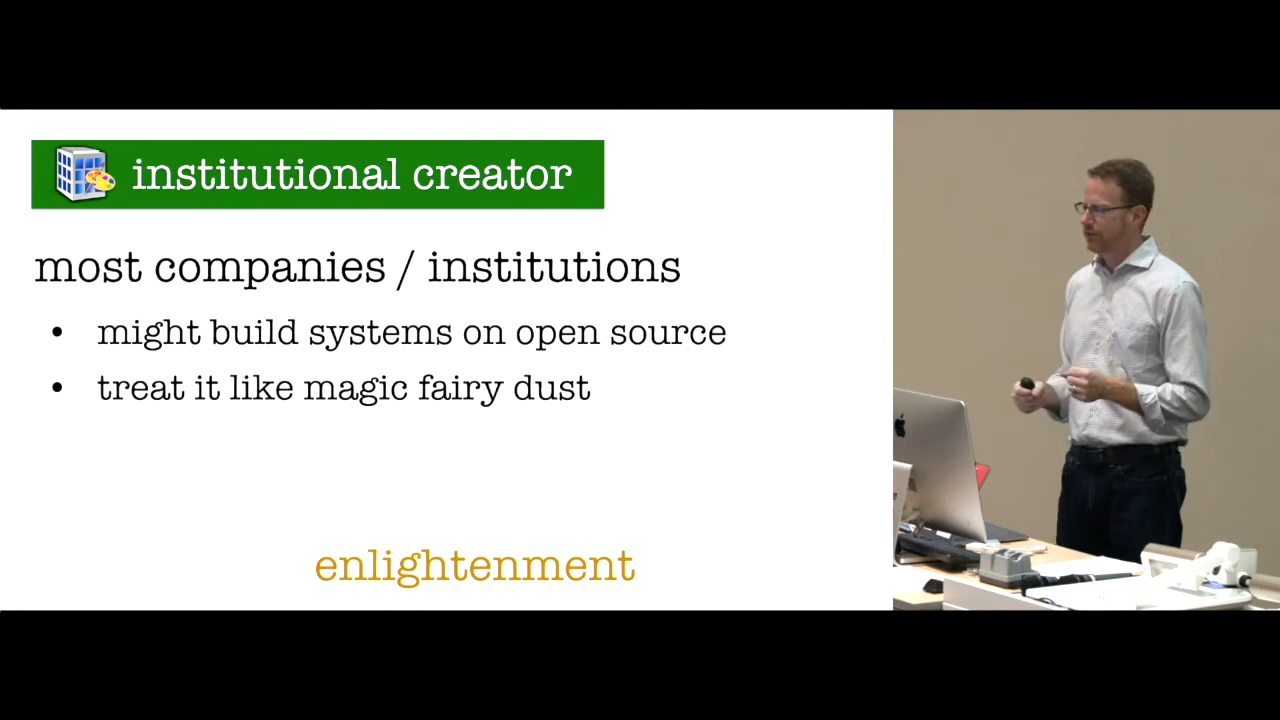 institutional creator
most companies / institutions
• might build systems on open source
• treat it like magic fairy dust
enlightenment